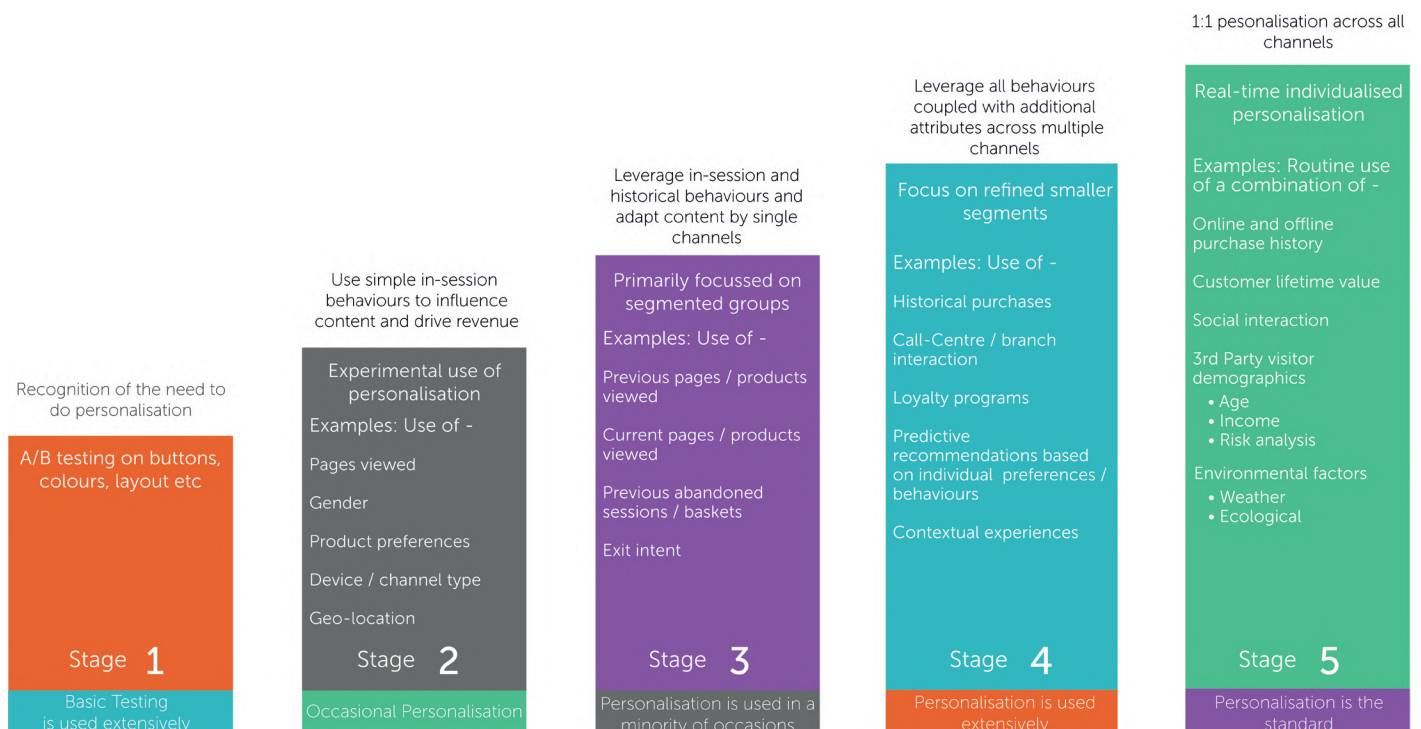 Recognition of the need to
do personalisation
A/B testing on buttons,
colours, layout etc
Stage 1
Basic Testing
is used extensively
Use simple in-session
behaviours to influence
content and drive revenue
Experimental use of
personalisation
Examples: Use of -
Pages viewed
Gender
Product preferences
Device / channel type
Geo-location
Stage 2
Occasional Personalisation
Leverage in-session and
historical behaviours and
adapt content by single
channels
Primarily focussed on
segmented groups
Examples: Use of -
Previous pages / products
viewed
Current pages / products
viewed
Previous abandoned
sessions / baskets
Exit intent
Stage 3
Personalisation is used in a
minority of occasions
Leverage all behaviours
coupled with additional
attributes across multiple
channels
Focus on refined smaller
segments
Examples: Use of -
Historical purchases
Call-Centre / branch
interaction
Loyalty programs
Predictive
recommendations based
on individual preferences /
behaviours
Contextual experiences
Stage 4
Personalisation is used
extensively
1:1 pesonalisation across all
channels
Real-time individualised
personalisation
Examples: Routine use
of a combination of -
Online and offline
purchase history
Customer lifetime value
Social interaction
3rd Party visitor
demographics
• Age
• Income
• Risk analysis
Environmental factors
• Weather
• Ecological
Stage 5
Personalisation is the
standard